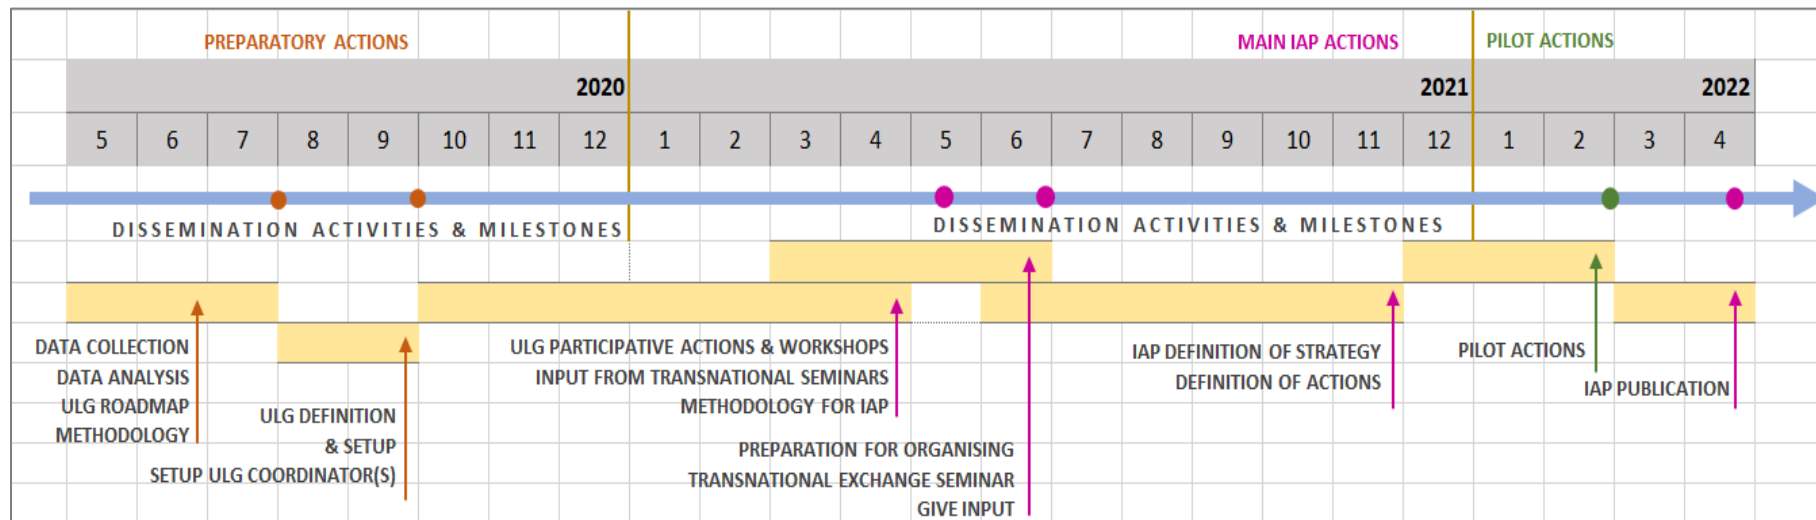 PREPARATORY ACTIONS
MAIN IAP ACTIONS
PILOT ACTIONS
2020
2021
2022
5 6 7 8 9 10 11 12 1 2 3 4 5 6 7 8 9 10 11 12 1 2 3 4
DISSEMINATION ACTIVITIES & MILESTONES
DISSEMINATION ACTIVITIES & MILESTONES
DATA COLLECTION
DATA ANALYSIS
ULG ROADMAP
METHODOLOGY
ULG DEFINITION
& SETUP
SETUP ULG COORDINATOR(S)
ULG PARTICIPATIVE ACTIONS & WORKSHOPS
INPUT FROM TRANSNATIONAL SEMINARS
METHODOLOGY FOR IAP
PREPARATION FOR ORGANISING
TRANSNATIONAL EXCHANGE SEMINAR
GIVE INPUT
IAP DEFINITION OF STRATEGY
DEFINITION OF ACTIONS
PILOT ACTIONS
IAP PUBLICATION